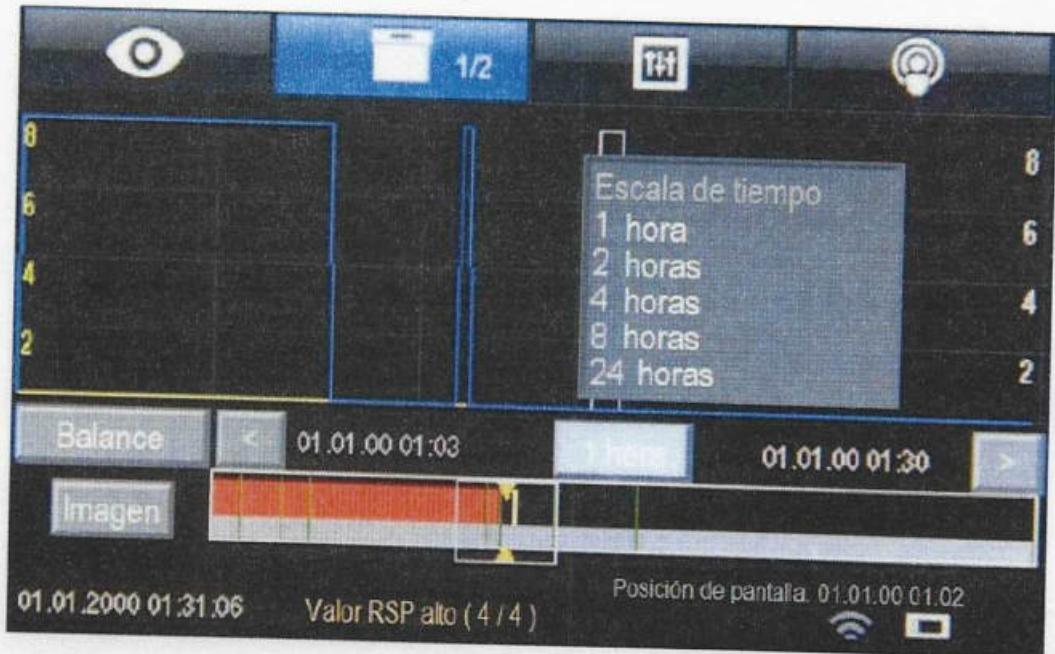 1/2
8
6
4
2
8
6
4
2
Escala de tiempo
1 hora
2 horas
4 horas
8 horas
24 horas
Balance
<
01.01.00 01:03
1 hora
01.01.00 01:30
>
Imagen
01.01.2000 01:31:06
Valor RSP alto ( 4 / 4 )
Posición de pantalla. 01.01.00 01.02